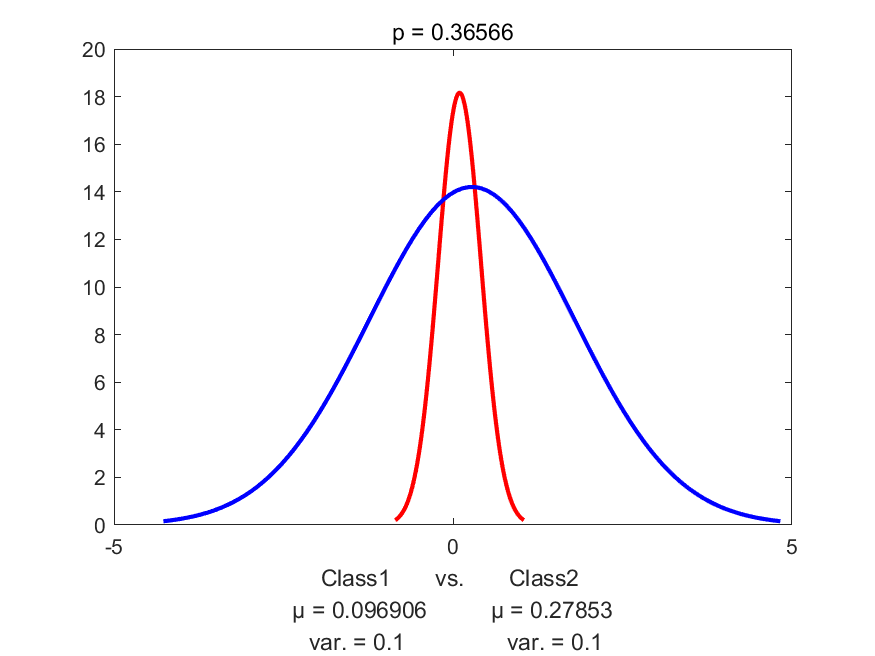 p = 0.36566
20
18
16
14
12
10
8
6
4
2
0
-5 0 5
Class1 vs. Class2
μ = 0.096906 μ = 0.27853
var. = 0.1 var. = 0.1